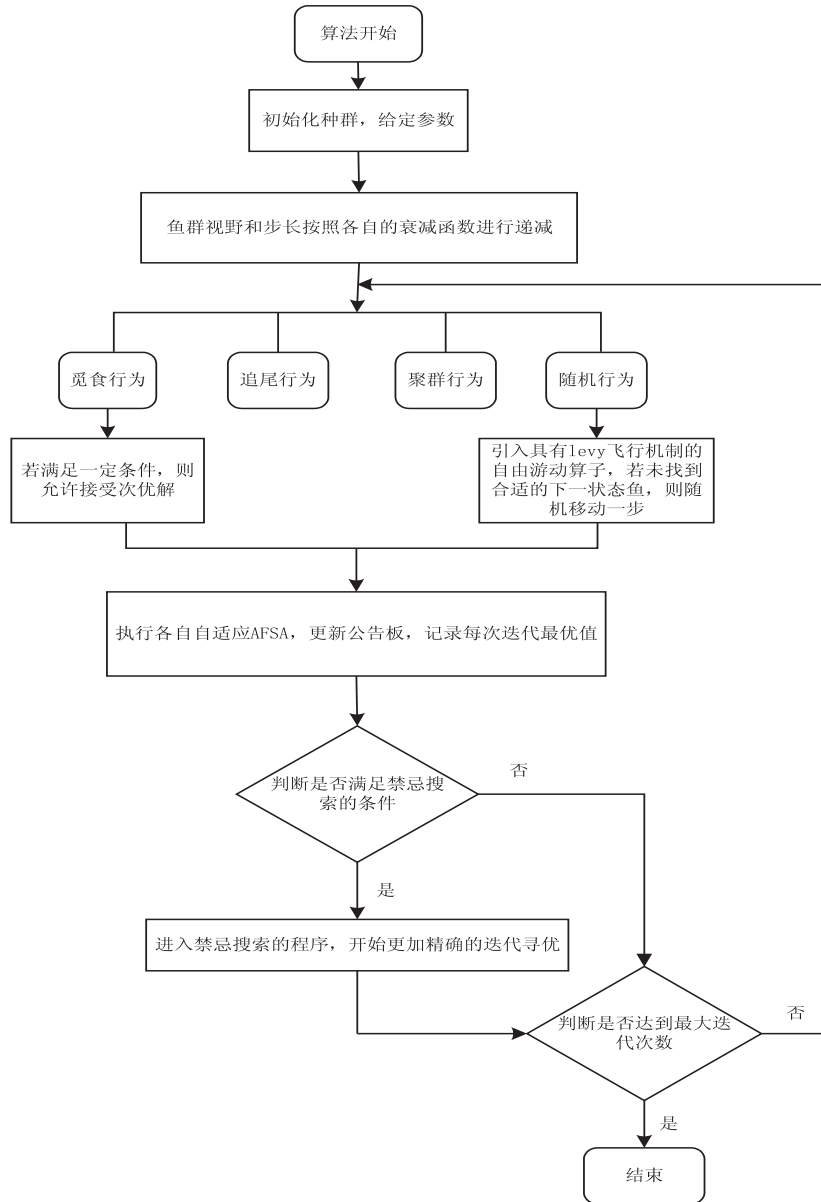 算法开始
初始化种群，给定参数
鱼群视野和步长按照各自的衰减函数进行递减
觅食行为
追尾行为
聚群行为
随机行为
若满足一定条件，则
允许接受次优解
引入具有levy飞行机制的
自由游动算子，若未找到
合适的下一状态鱼，则随
机移动一步
执行各自自适应AFSA，更新公告板，记录每次迭代最优值
判断是否满足禁忌搜
索的条件
否
是
进入禁忌搜索的程序，开始更加精确的迭代寻优
判断是否达到最大迭
代次数
否
是
结束